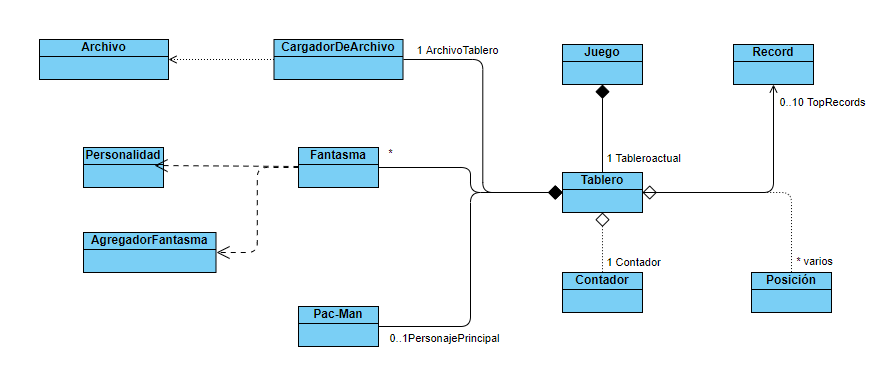 Archivo
CargadorDeArchivo
1 ArchivoTablero
Juego
Record
0..10 TopRecords
Personalidad
Fantasma
*
1 Tableroactual
Tablero
AgregadorFantasma
1 Contador
* varios
Contador
Posición
Pac-Man
0..1PersonajePrincipal